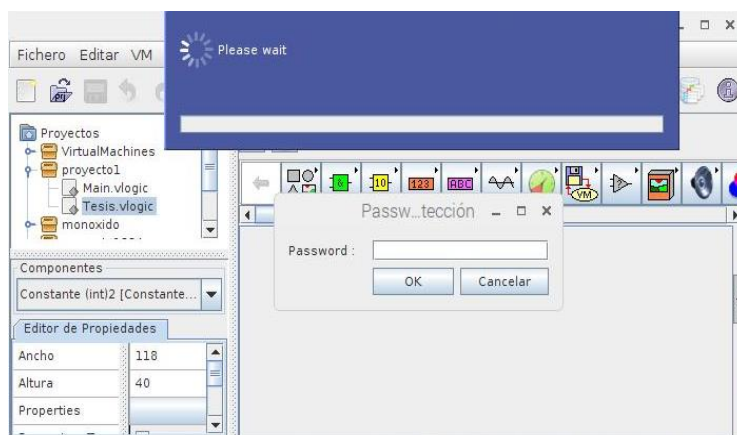 Please wait
Fichero Editar VM
Proyectos
VirtualMachines
proyecto1
Main.vlogic
Tesis.vlogic
monoxido
&
10
123
ABC
VM
Passw...tección
Password :
OK Cancelar
Componentes
Constante (int)2 [Constante...
Editor de Propiedades
Ancho 118
Altura 40
Properties